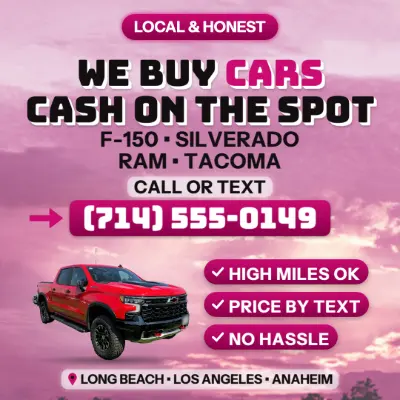 LOCAL & HONEST
WE BUY CARS
CASH ON THE SPOT
F-150 ▪ SILVERADO
RAM ▪ TACOMA
CALL OR TEXT
(714) 555-0149
HIGH MILES OK
PRICE BY TEXT
NO HASSLE
LONG BEACH ▪ LOS ANGELES ▪ ANAHEIM